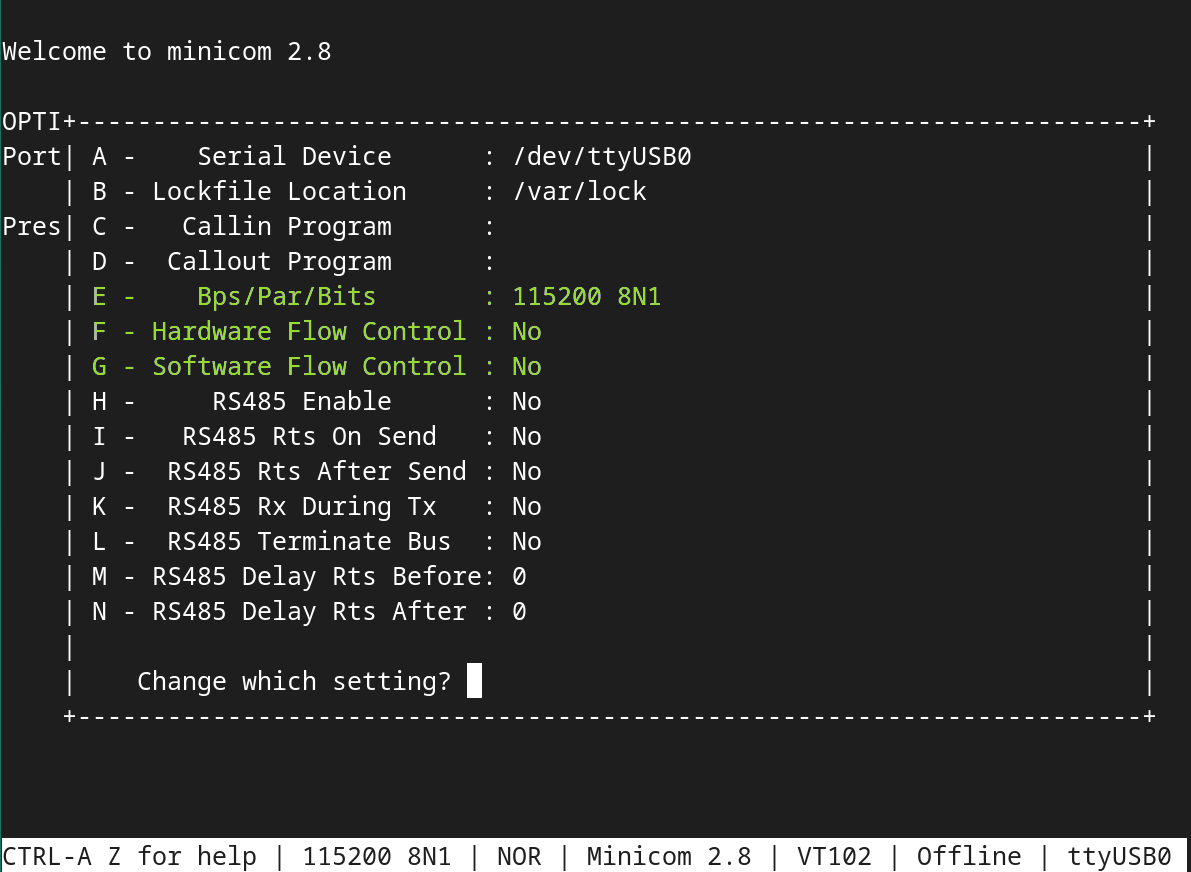 Welcome to minicom 2.8
OPTI+-----------------------------------------------------------------------+
Port| A -    Serial Device      : /dev/ttyUSB0                              |
    | B - Lockfile Location     : /var/lock                                 |
Pres| C -   Callin Program      :                                           |
    | D -  Callout Program      :                                           |
    | E -    Bps/Par/Bits       : 115200 8N1                                |
    | F - Hardware Flow Control : No                                        |
    | G - Software Flow Control : No                                        |
    | H -     RS485 Enable      : No                                        |
    | I -   RS485 Rts On Send   : No                                        |
    | J -  RS485 Rts After Send : No                                        |
    | K -  RS485 Rx During Tx   : No                                        |
    | L -  RS485 Terminate Bus  : No                                        |
    | M - RS485 Delay Rts Before: 0                                         |
    | N - RS485 Delay Rts After : 0                                         |
    |                                                                       |
    |    Change which setting?                                              |
    +-----------------------------------------------------------------------+
CTRL-A Z for help | 115200 8N1 | NOR | Minicom 2.8 | VT102 | Offline | ttyUSB0